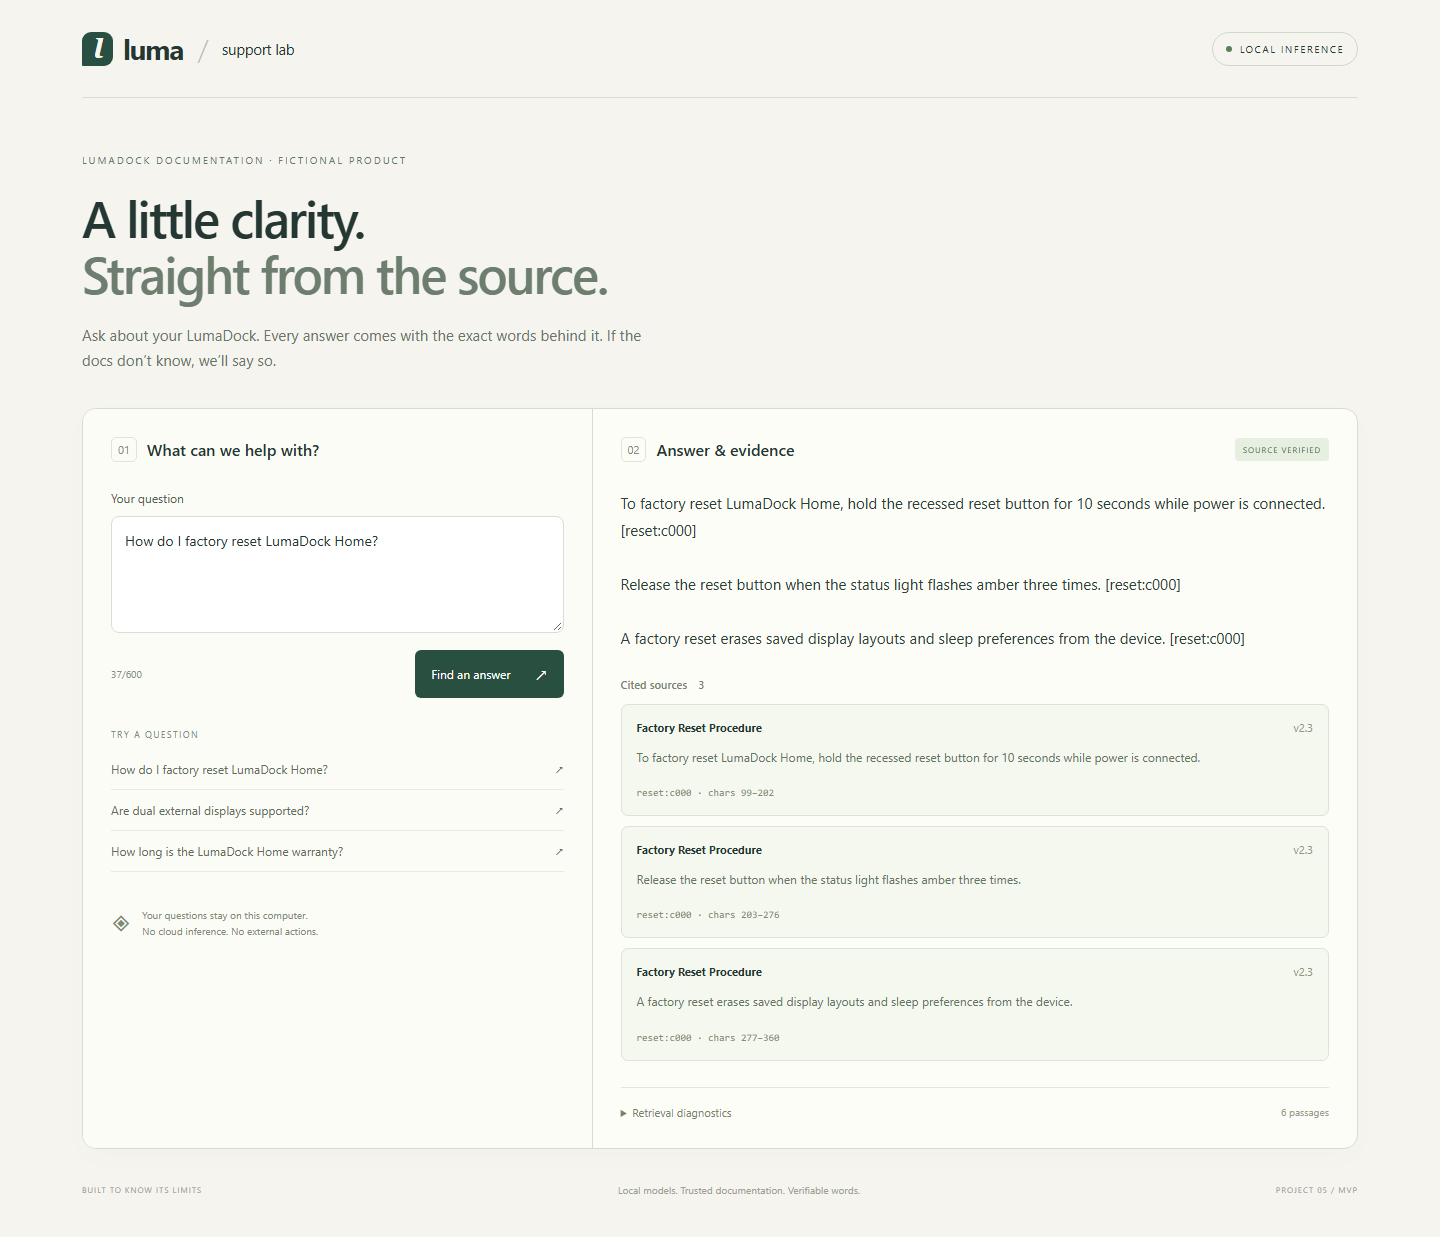 l luma / support lab
LOCAL INFERENCE
LUMADOCK DOCUMENTATION · FICTIONAL PRODUCT
A little clarity.
Straight from the source.
Ask about your LumaDock. Every answer comes with the exact words behind it. If the
docs don’t know, we’ll say so.
01 What can we help with?
Your question
How do I factory reset LumaDock Home?
37/600
Find an answer ↗
TRY A QUESTION
How do I factory reset LumaDock Home? ↗
Are dual external displays supported? ↗
How long is the LumaDock Home warranty? ↗
Your questions stay on this computer.
No cloud inference. No external actions.
02 Answer & evidence
SOURCE VERIFIED
To factory reset LumaDock Home, hold the recessed reset button for 10 seconds while power is connected.
[reset:c000]
Release the reset button when the status light flashes amber three times. [reset:c000]
A factory reset erases saved display layouts and sleep preferences from the device. [reset:c000]
Cited sources 3
Factory Reset Procedure v2.3
To factory reset LumaDock Home, hold the recessed reset button for 10 seconds while power is connected.
reset:c000 · chars 99–202
Factory Reset Procedure v2.3
Release the reset button when the status light flashes amber three times.
reset:c000 · chars 203–276
Factory Reset Procedure v2.3
A factory reset erases saved display layouts and sleep preferences from the device.
reset:c000 · chars 277–360
▶ Retrieval diagnostics 6 passages
BUILT TO KNOW ITS LIMITS
Local models. Trusted documentation. Verifiable words.
PROJECT 05 / MVP